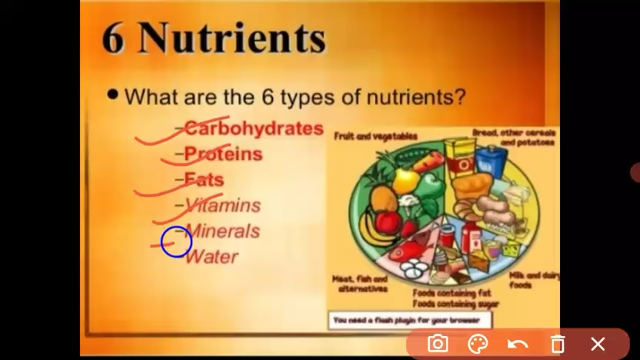 6 Nutrients
• What are the 6 types of nutrients?
–Carbohydrates
–Proteins
–Fats
–Vitamins
–Minerals
Water
Fruit and vegetables
Bread, other cereals
and potatoes
Meat, fish and
alternatives
Milk and dairy
foods
Foods containing fat
Foods containing sugar
You need a flash plugin for your browser